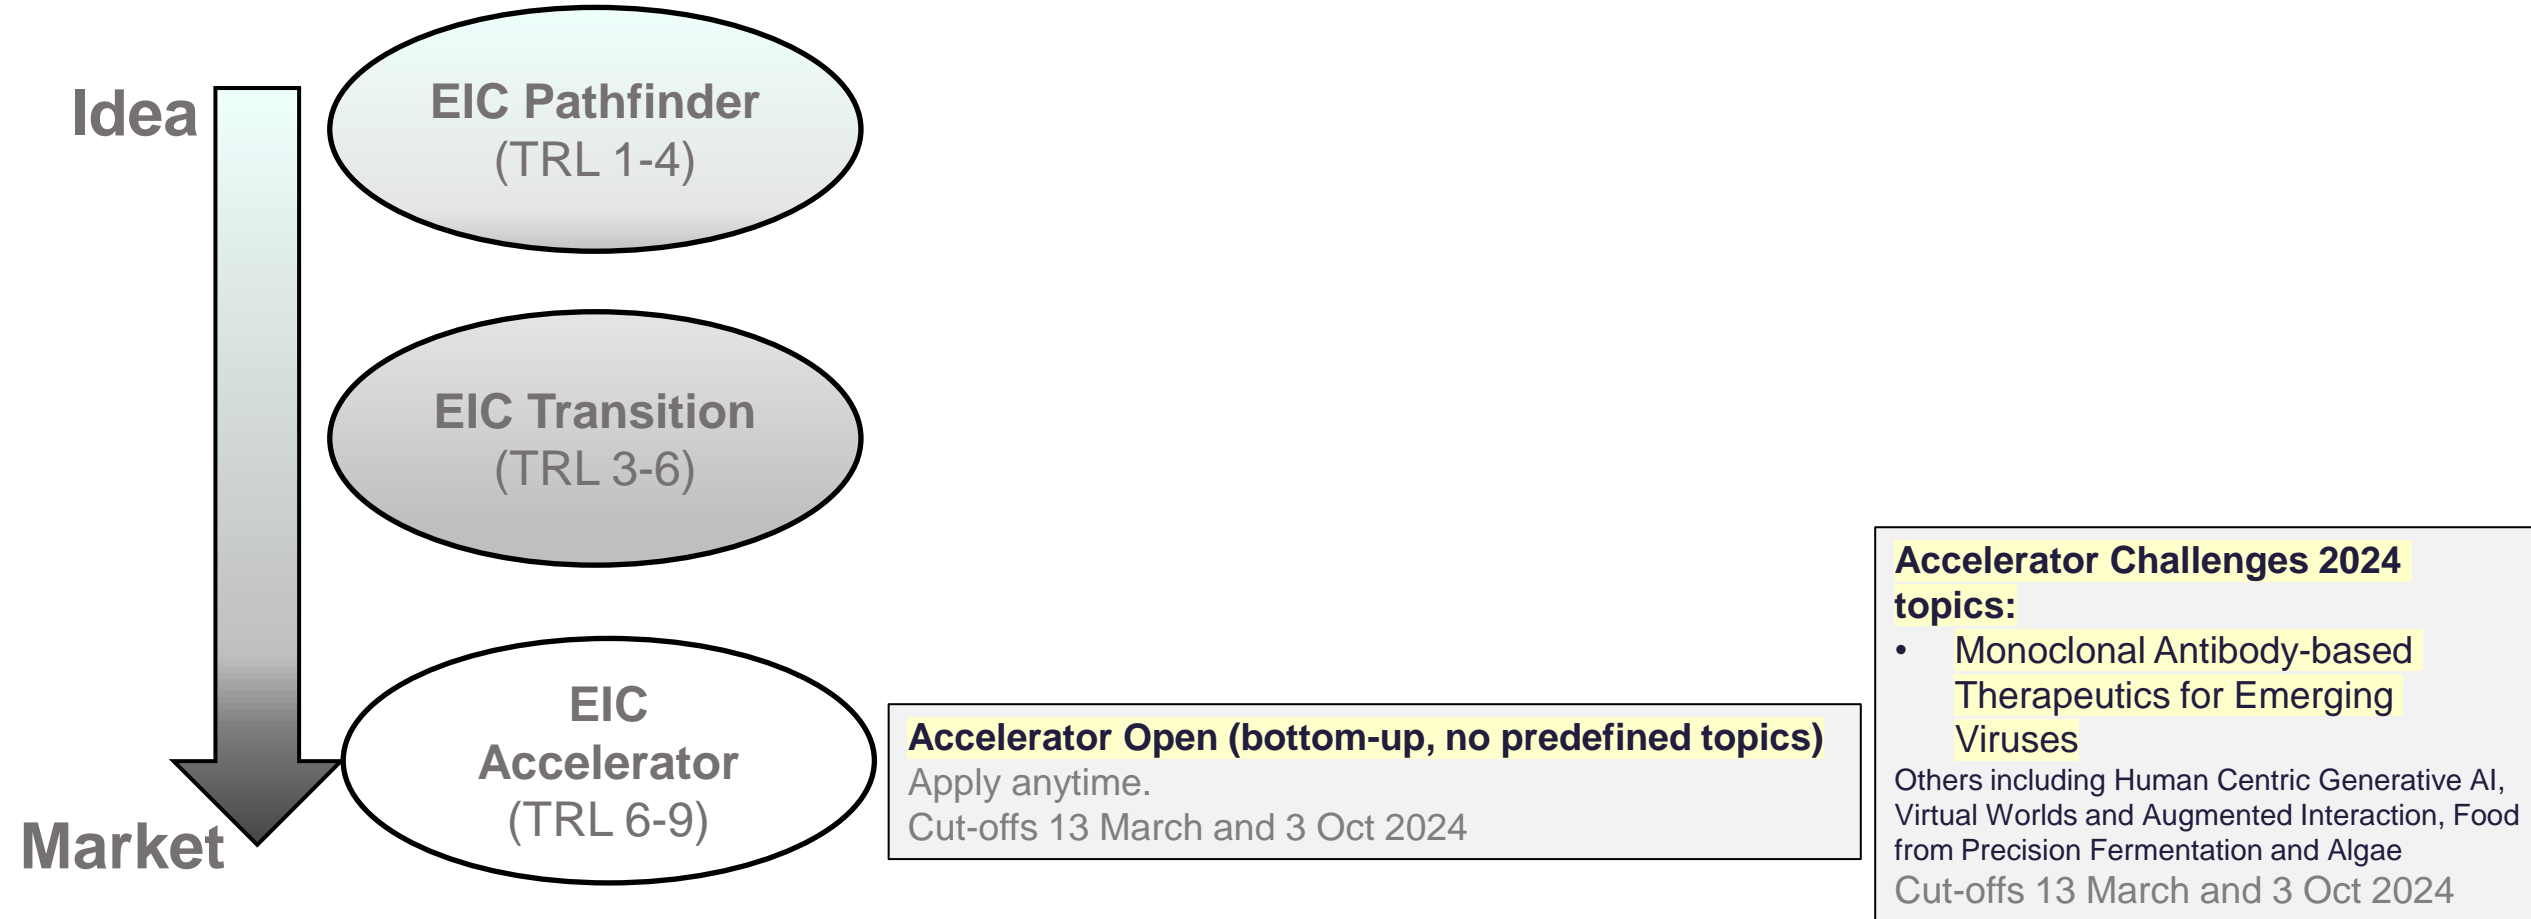 Idea
EIC Pathfinder
(TRL 1-4)
EIC Transition
(TRL 3-6)
EIC
Accelerator
(TRL 6-9)
Market
Accelerator Open (bottom-up, no predefined topics)
Apply anytime.
Cut-offs 13 March and 3 Oct 2024
Accelerator Challenges 2024
topics:
• Monoclonal Antibody-based
Therapeutics for Emerging
Viruses
Others including Human Centric Generative AI,
Virtual Worlds and Augmented Interaction, Food
from Precision Fermentation and Algae
Cut-offs 13 March and 3 Oct 2024